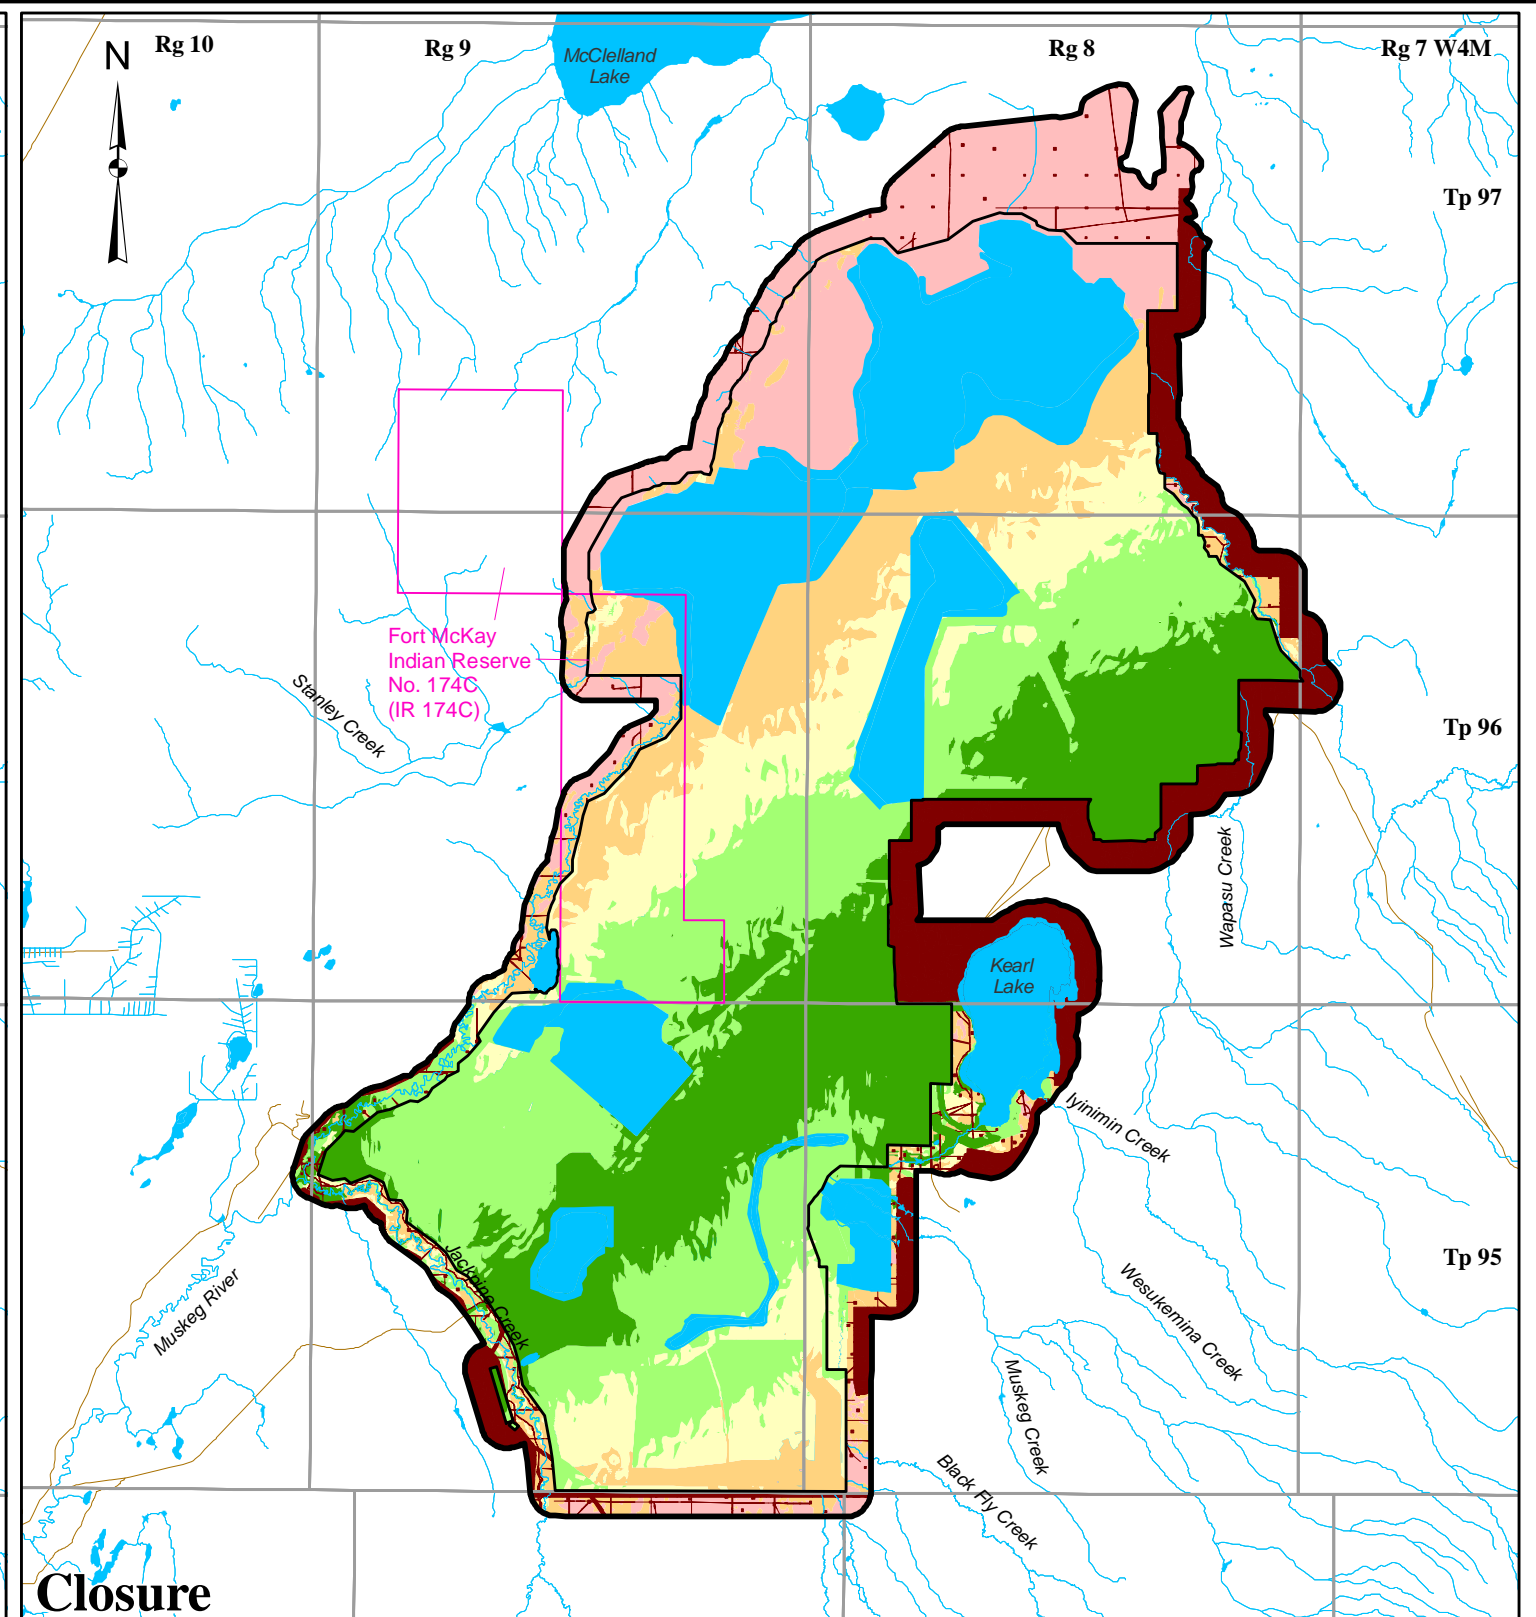 N
Rg 10
Rg 9
McClelland
Lake
Rg 8
Rg 7 W4M
Tp 97
Fort McKay
Indian Reserve
No. 174C
(IR 174C)
Stanley Creek
Tp 96
Wapasu Creek
Kearl
Lake
Iyinimin Creek
Jackpine Creek
Muskeg River
Tp 95
Wesukemina Creek
Muskeg Creek
Black Fly Creek
Closure